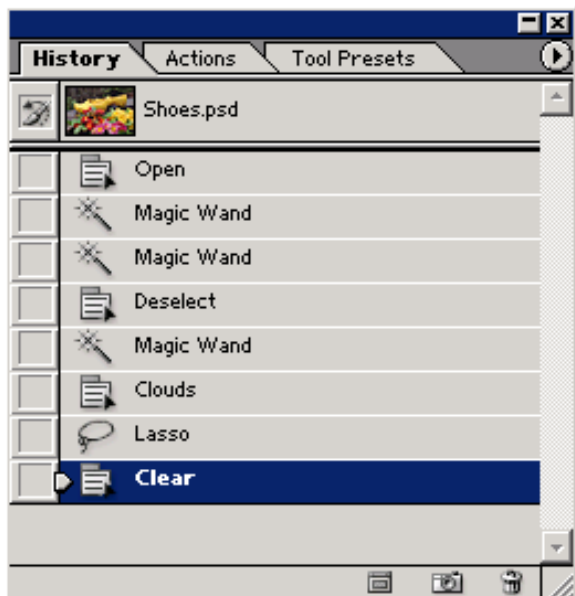 History Actions Tool Presets
Shoes.psd
Open
Magic Wand
Magic Wand
Deselect
Magic Wand
Clouds
Lasso
Clear